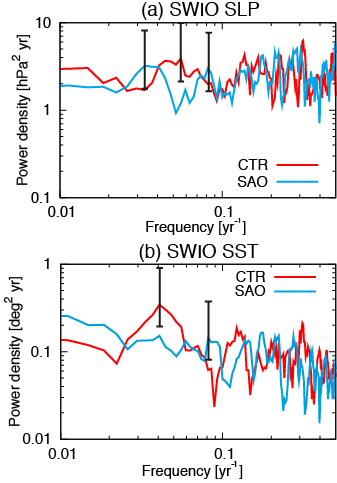 (a) SWIO SLP
Power density [hPa² yr]
10
1
0.1
CTR
SAO
0.01
0.1
Frequency [yr⁻¹]
(b) SWIO SST
Power density [deg² yr]
1
0.1
0.01
CTR
SAO
0.01
0.1
Frequency [yr⁻¹]